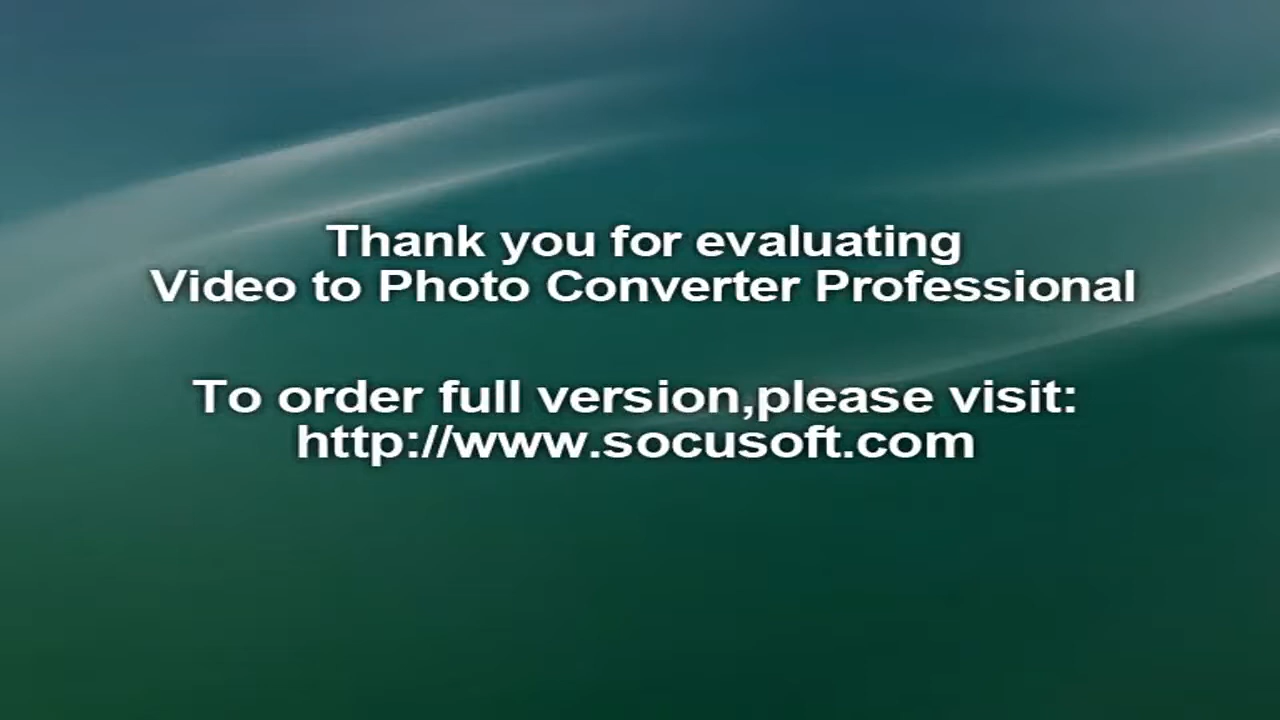 Thank you for evaluating
Video to Photo Converter Professional
To order full version,please visit:
http://www.socusoft.com